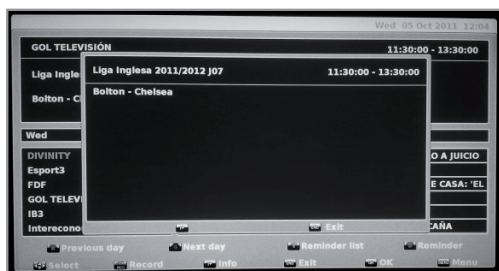 Wed 05 Oct 2011 12:04
GOL TELEVISIÓN 11:30:00 - 13:30:00
Liga Ingle
Liga Inglesa 2011/2012 J07 11:30:00 - 13:30:00
Bolton - C
Bolton - Chelsea
Wed
DIVINITY O A JUICIO
Esport3
FDF E CASA: 'EL
GOL TELEVI
IB3
Intereconο CAÑA
Exit
Previous day Next day Reminder list Reminder
Select Record Info Exit OK Menu